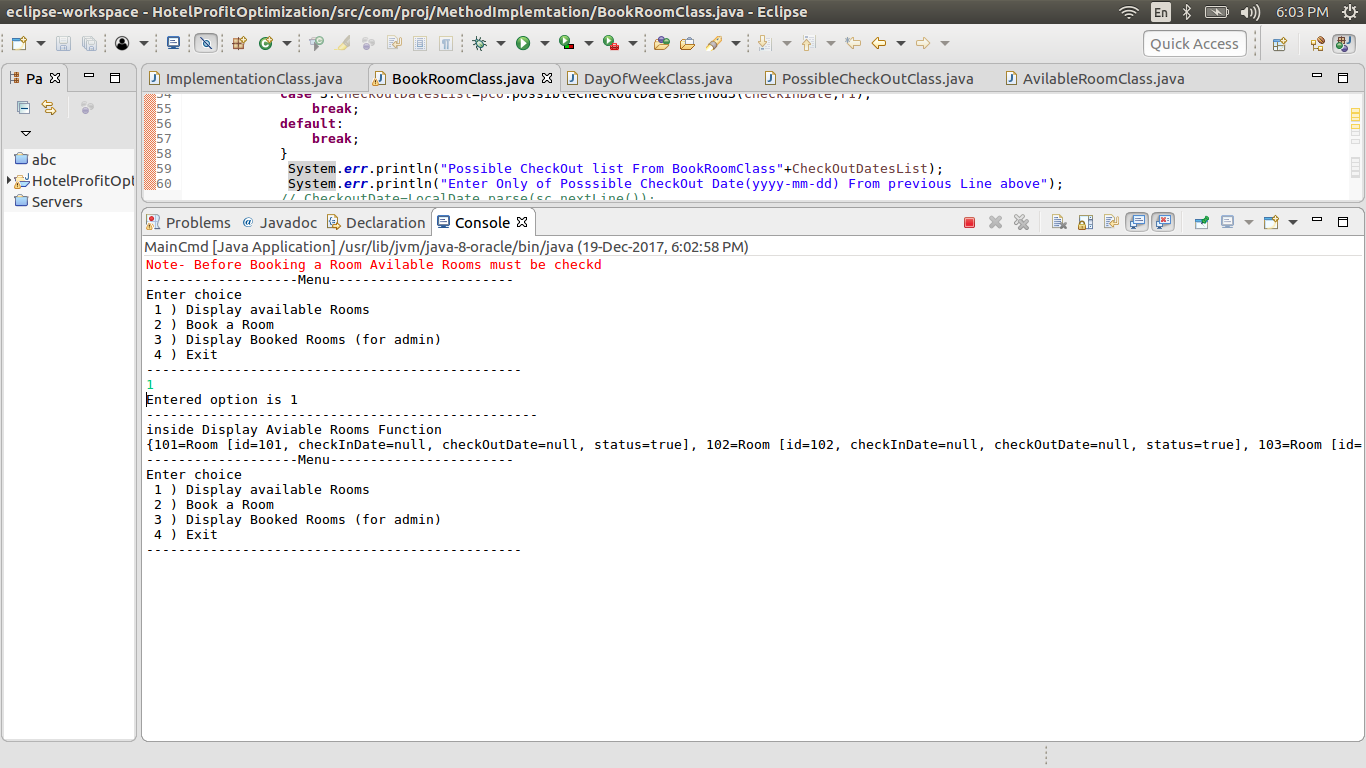 eclipse-workspace - HotelProfitOptimization/src/com/proj/MethodImplemtation/BookRoomClass.java - Eclipse
En
6:03 PM
Quick Access
Pa
ImplementationClass.java
BookRoomClass.java
DayOfWeekClass.java
PossibleCheckOutClass.java
AvilableRoomClass.java
abc
HotelProfitOpt
Servers
54 case 3:CheckOutDatesList=pco.possibleCheckOutDatesMethod3(CheckInDate,r1);
55 break;
56 default:
57 break;
58 }
59 System.err.println("Possible CheckOut list From BookRoomClass"+CheckOutDatesList);
60 System.err.println("Enter Only of Posssible CheckOut Date(yyyy-mm-dd) From previous Line above");
// CheckoutDate=LocalDate.parse(sc.nextLine());
Problems
@ Javadoc
Declaration
Console
MainCmd [Java Application] /usr/lib/jvm/java-8-oracle/bin/java (19-Dec-2017, 6:02:58 PM)
Note- Before Booking a Room Avilable Rooms must be checkd
-------------------Menu-----------------------
Enter choice
1 ) Display available Rooms
2 ) Book a Room
3 ) Display Booked Rooms (for admin)
4 ) Exit
-----------------------------------------------
1
Entered option is 1
-------------------------------------------------
inside Display Aviable Rooms Function
{101=Room [id=101, checkInDate=null, checkOutDate=null, status=true], 102=Room [id=102, checkInDate=null, checkOutDate=null, status=true], 103=Room [id=
-------------------Menu-----------------------
Enter choice
1 ) Display available Rooms
2 ) Book a Room
3 ) Display Booked Rooms (for admin)
4 ) Exit
-----------------------------------------------